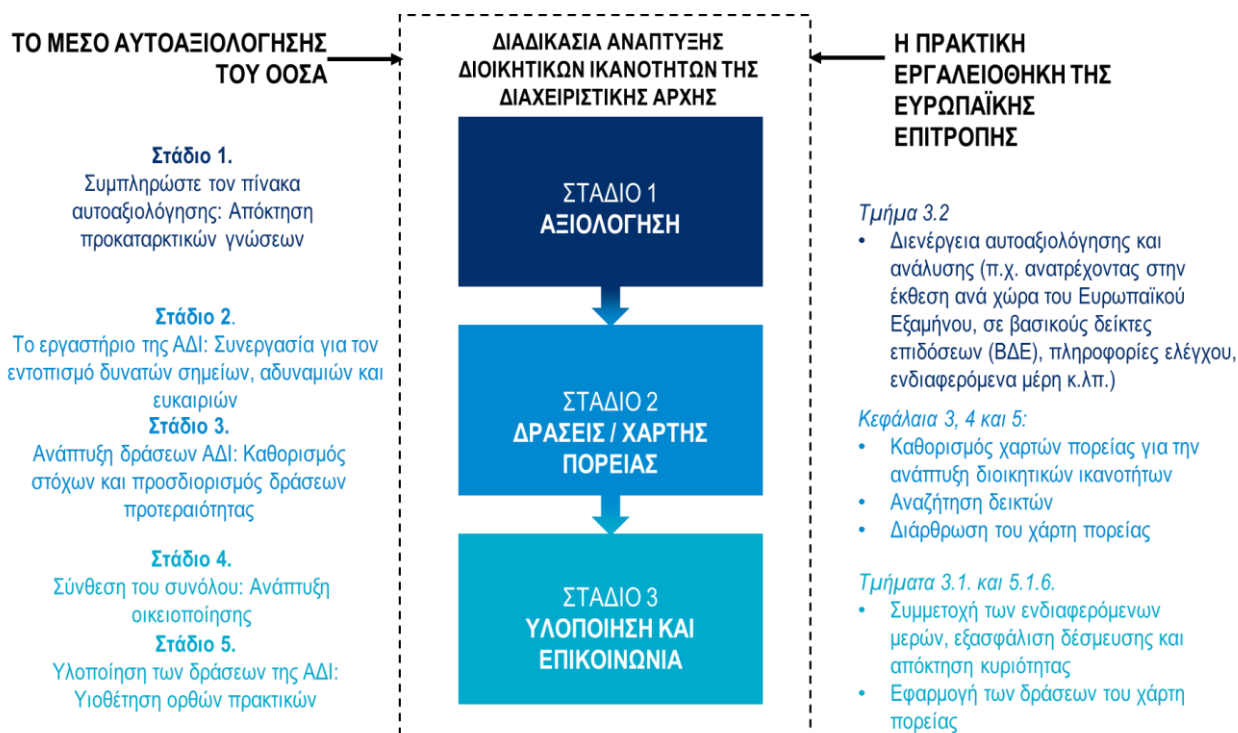 ΤΟ ΜΕΣΟ ΑΥΤΟΑΞΙΟΛΟΓΗΣΗΣ
ΤΟΥ ΟΟΣΑ
Στάδιο 1.
Συμπληρώστε τον πίνακα
αυτοαξιολόγησης: Απόκτηση
προκαταρκτικών γνώσεων
Στάδιο 2.
Το εργαστήριο της ΑΔΙ: Συνεργασία για τον
εντοπισμό δυνατών σημείων, αδυναμιών και
ευκαιριών
Στάδιο 3.
Ανάπτυξη δράσεων ΑΔΙ: Καθορισμός
στόχων και προσδιορισμός δράσεων
προτεραιότητας
Στάδιο 4.
Σύνθεση του συνόλου: Ανάπτυξη
οικειοποίησης
Στάδιο 5.
Υλοποίηση των δράσεων της ΑΔΙ:
Υιοθέτηση ορθών πρακτικών
ΔΙΑΔΙΚΑΣΙΑ ΑΝΑΠΤΥΞΗΣ
ΔΙΟΙΚΗΤΙΚΩΝ ΙΚΑΝΟΤΗΤΩΝ ΤΗΣ
ΔΙΑΧΕΙΡΙΣΤΙΚΗΣ ΑΡΧΗΣ
ΣΤΑΔΙΟ 1
ΑΞΙΟΛΟΓΗΣΗ
ΣΤΑΔΙΟ 2
ΔΡΑΣΕΙΣ / ΧΑΡΤΗΣ
ΠΟΡΕΙΑΣ
ΣΤΑΔΙΟ 3
ΥΛΟΠΟΙΗΣΗ ΚΑΙ
ΕΠΙΚΟΙΝΩΝΙΑ
Η ΠΡΑΚΤΙΚΗ
ΕΡΓΑΛΕΙΟΘΗΚΗ ΤΗΣ
ΕΥΡΩΠΑΪΚΗΣ
ΕΠΙΤΡΟΠΗΣ
Τμήμα 3.2
• Διενέργεια αυτοαξιολόγησης και
ανάλυσης (π.χ. ανατρέχοντας στην
έκθεση ανά χώρα του Ευρωπαϊκού
Εξαμήνου, σε βασικούς δείκτες
επιδόσεων (ΒΔΕ), πληροφορίες ελέγχου,
ενδιαφερόμενα μέρη κ.λπ.)
Κεφάλαια 3, 4 και 5:
• Καθορισμός χαρτών πορείας για την
ανάπτυξη διοικητικών ικανοτήτων
• Αναζήτηση δεικτών
• Διάρθρωση του χάρτη πορείας
Τμήματα 3.1. και 5.1.6.
• Συμμετοχή των ενδιαφερόμενων
μερών, εξασφάλιση δέσμευσης και
απόκτηση κυριότητας
• Εφαρμογή των δράσεων του χάρτη
πορείας